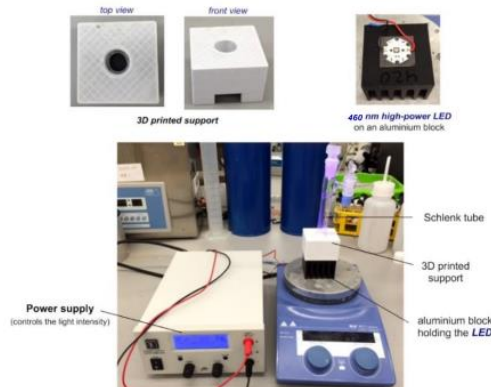 top view
front view
3D printed support
460 nm high-power LED
on an aluminium block
Schlenk tube
3D printed
support
Power supply
(controls the light intensity)
aluminium block
holding the LED